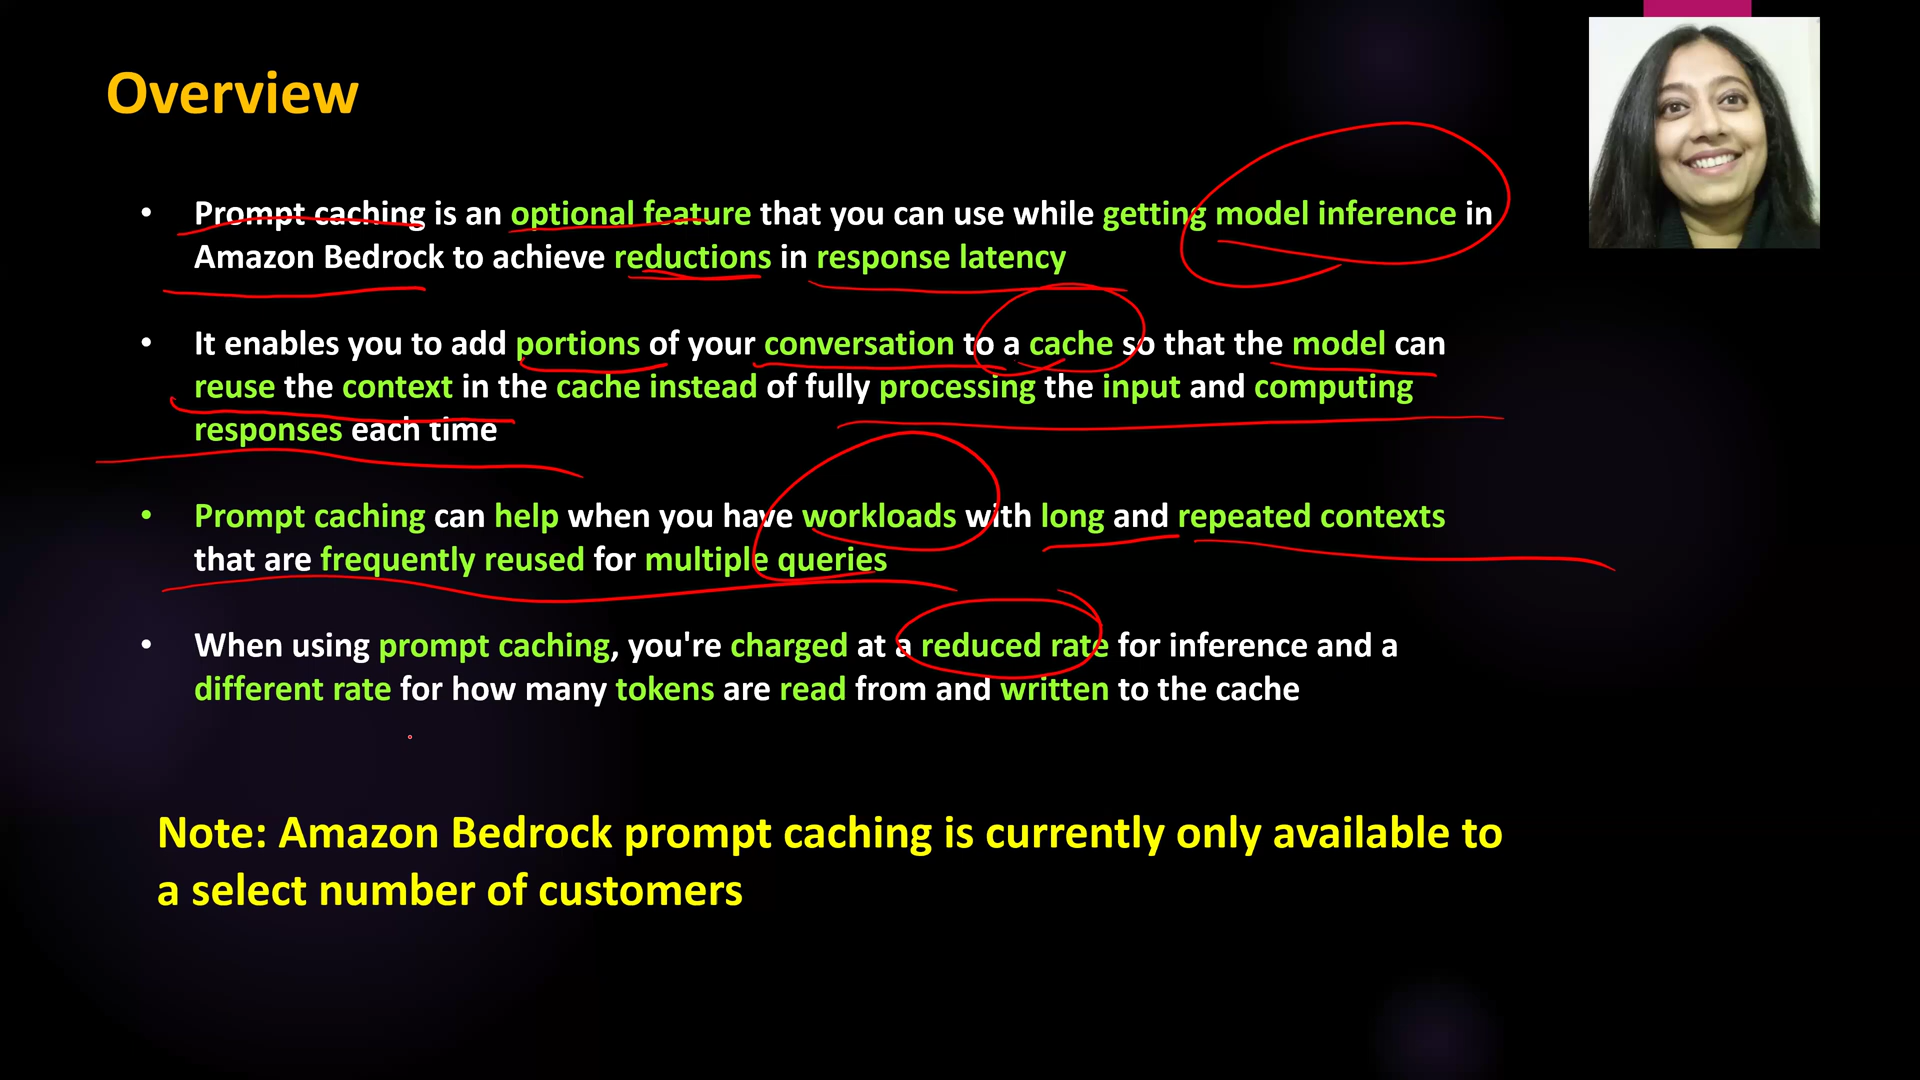 Overview
• Prompt caching is an optional feature that you can use while getting model inference in
Amazon Bedrock to achieve reductions in response latency
• It enables you to add portions of your conversation to a cache so that the model can
reuse the context in the cache instead of fully processing the input and computing
responses each time
• Prompt caching can help when you have workloads with long and repeated contexts
that are frequently reused for multiple queries
• When using prompt caching, you're charged at a reduced rate for inference and a
different rate for how many tokens are read from and written to the cache
Note: Amazon Bedrock prompt caching is currently only available to
a select number of customers